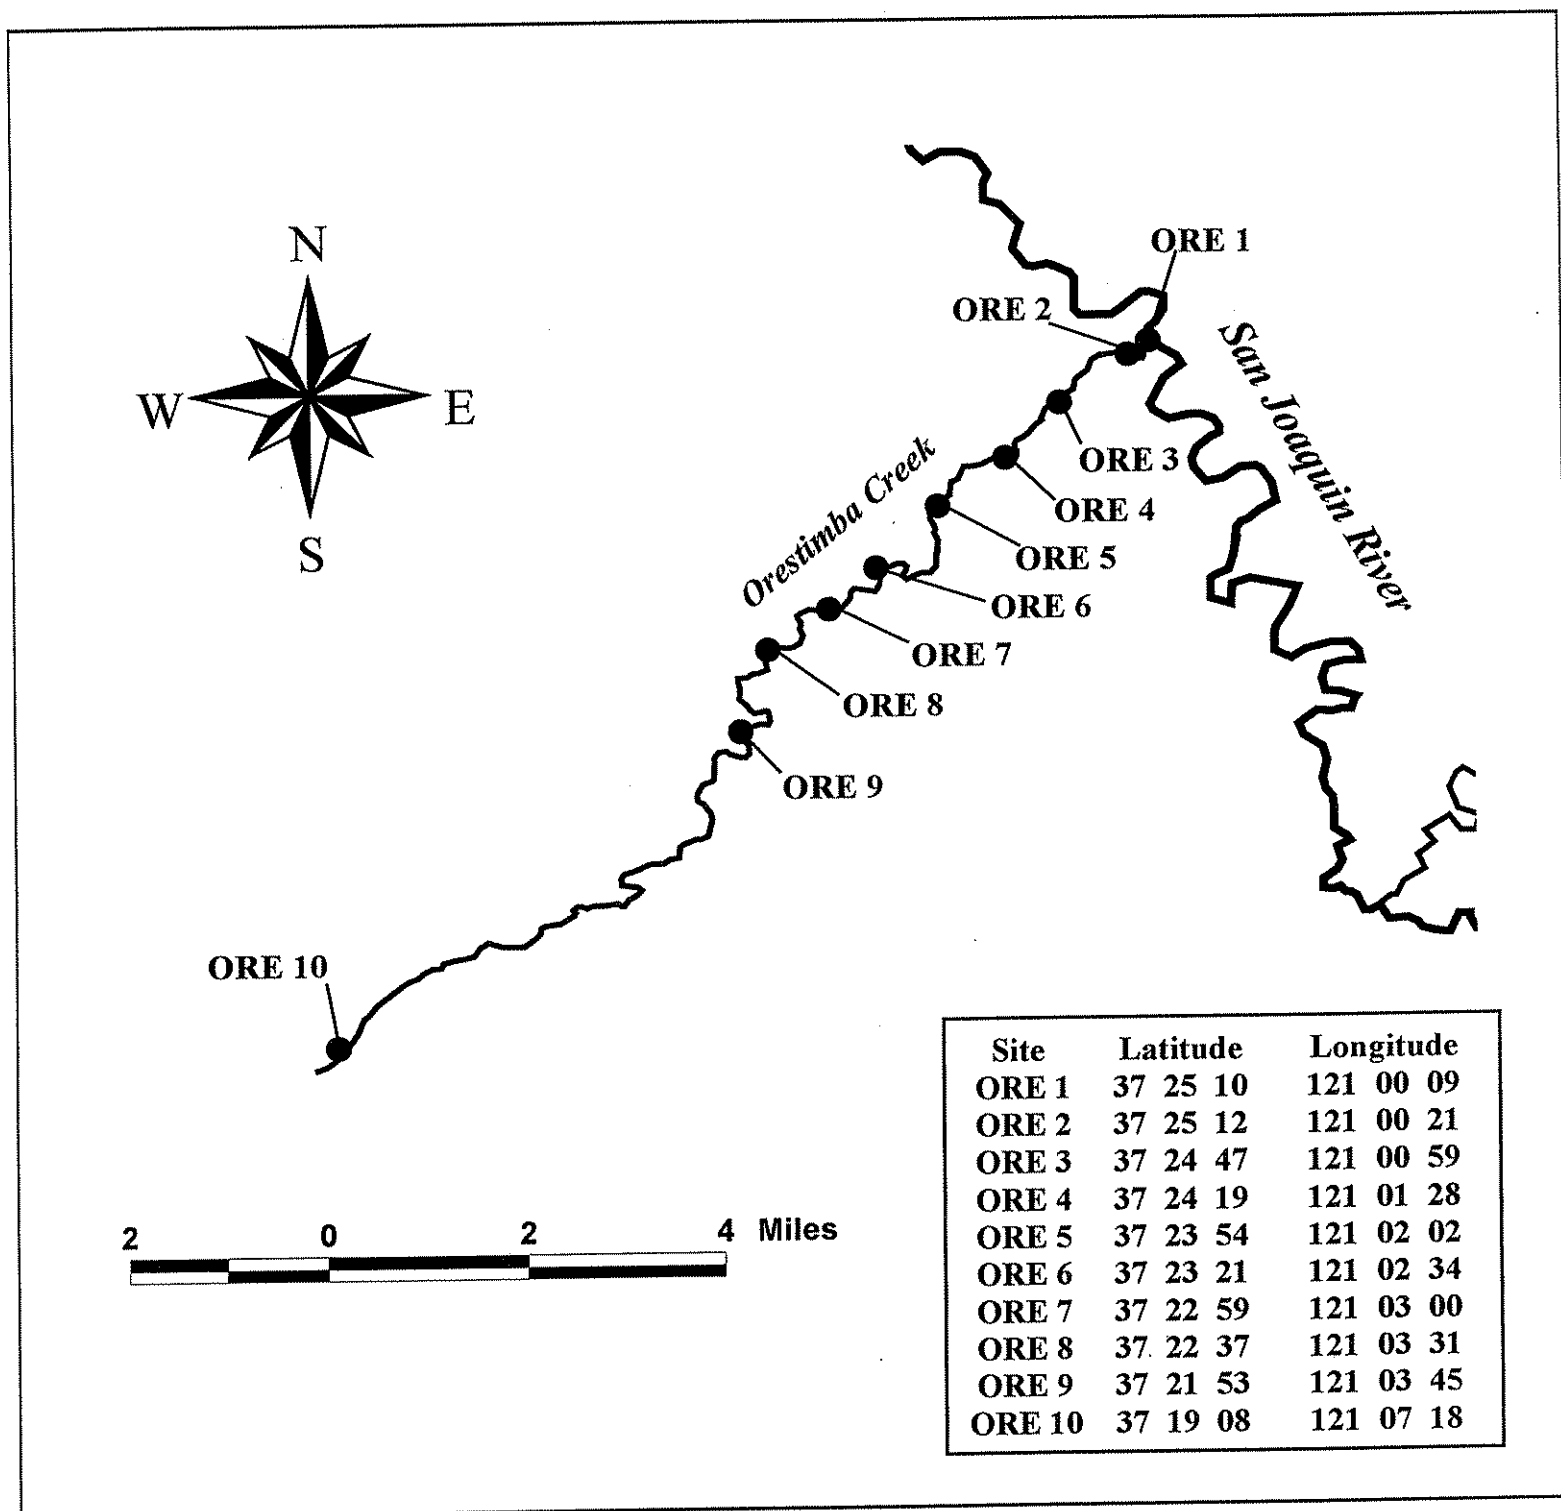 N
W E
S
ORE 1
ORE 2
San Joaquin River
ORE 3
Orestimba Creek
ORE 4
ORE 5
ORE 6
ORE 7
ORE 8
ORE 9
ORE 10
2 0 2 4 Miles
Site Latitude Longitude
ORE 1 37 25 10 121 00 09
ORE 2 37 25 12 121 00 21
ORE 3 37 24 47 121 00 59
ORE 4 37 24 19 121 01 28
ORE 5 37 23 54 121 02 02
ORE 6 37 23 21 121 02 34
ORE 7 37 22 59 121 03 00
ORE 8 37 22 37 121 03 31
ORE 9 37 21 53 121 03 45
ORE 10 37 19 08 121 07 18